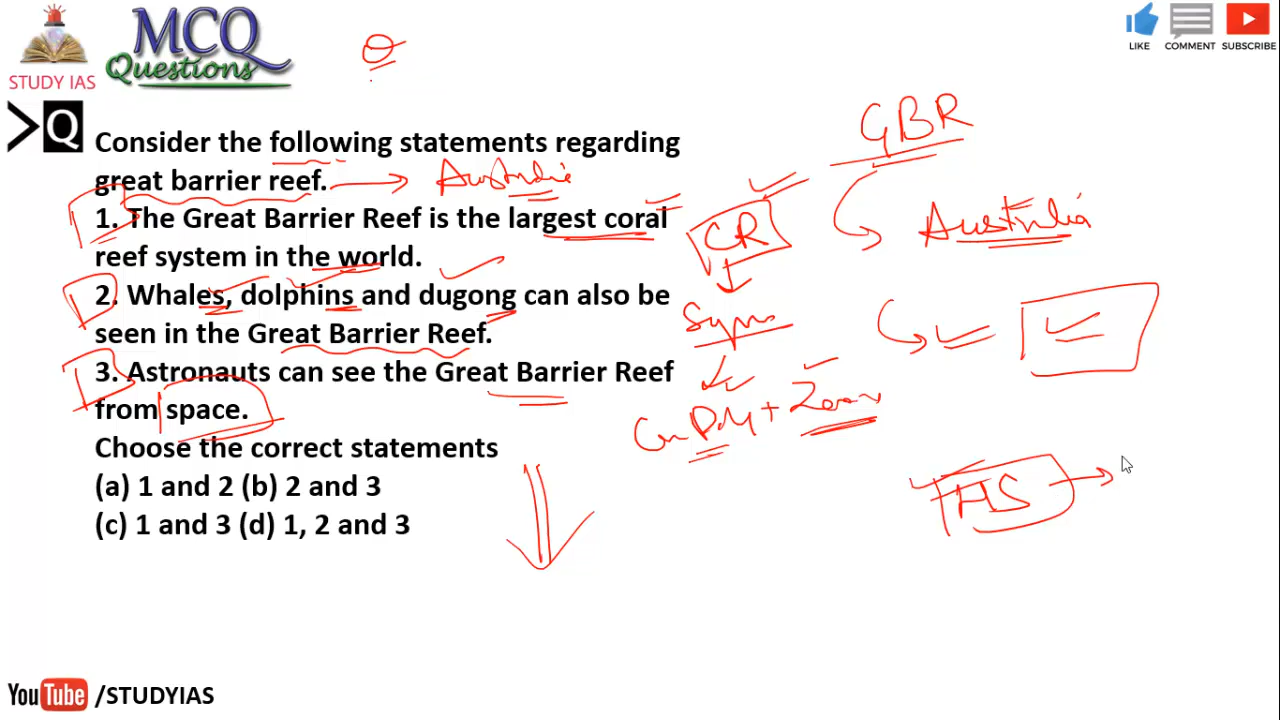 MCQ
Questions
STUDY IAS
LIKE COMMENT SUBSCRIBE
Q
Consider the following statements regarding
great barrier reef. Australia
1. The Great Barrier Reef is the largest coral
reef system in the world.
2. Whales, dolphins and dugong can also be
seen in the Great Barrier Reef.
3. Astronauts can see the Great Barrier Reef
from space.
Choose the correct statements
(a) 1 and 2 (b) 2 and 3
(c) 1 and 3 (d) 1, 2 and 3
GBR
CR
Australia
HS
YouTube /STUDYIAS